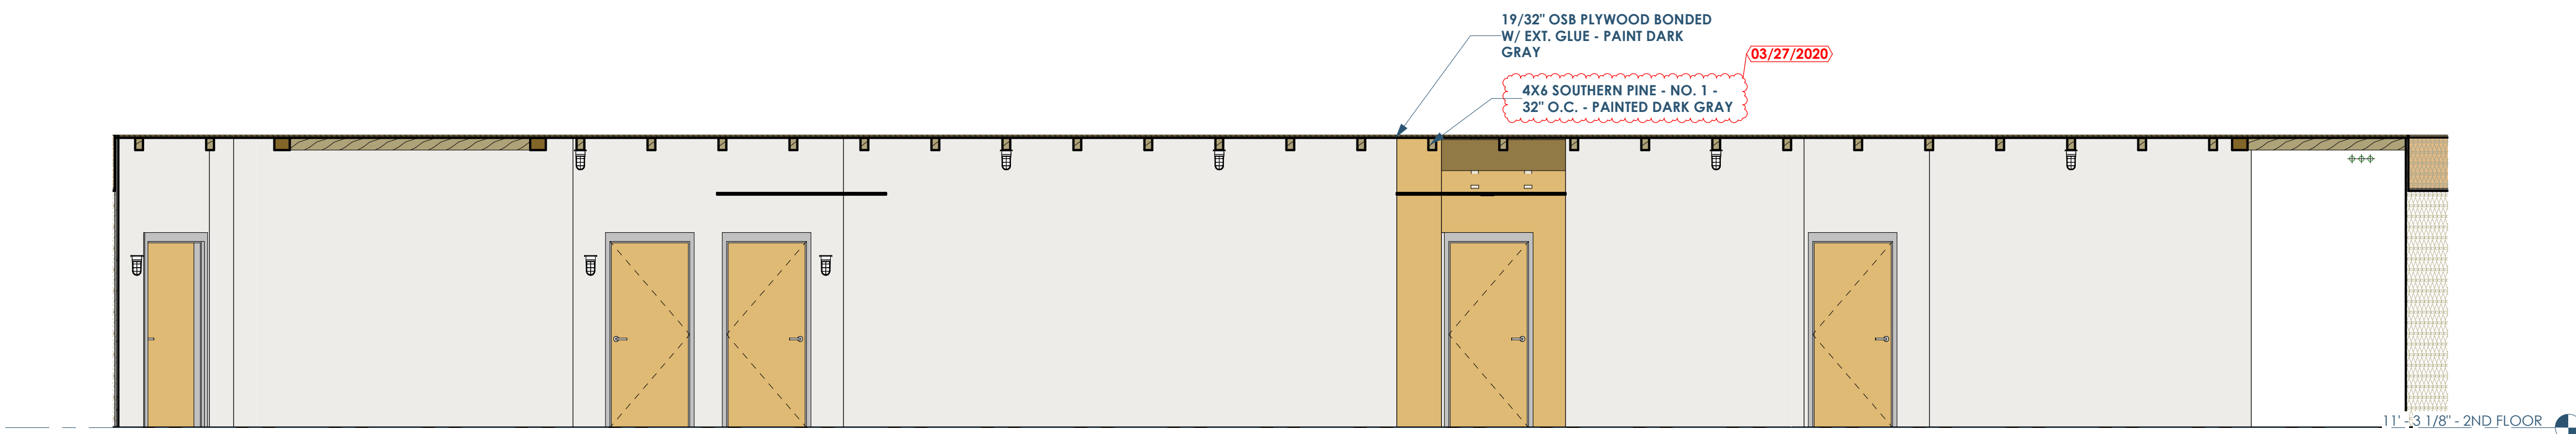 19/32" OSB PLYWOOD BONDED
W/ EXT. GLUE - PAINT DARK
GRAY
03/27/2020
4X6 SOUTHERN PINE - NO. 1 -
32" O.C. - PAINTED DARK GRAY
11' - 3 1/8" - 2ND FLOOR